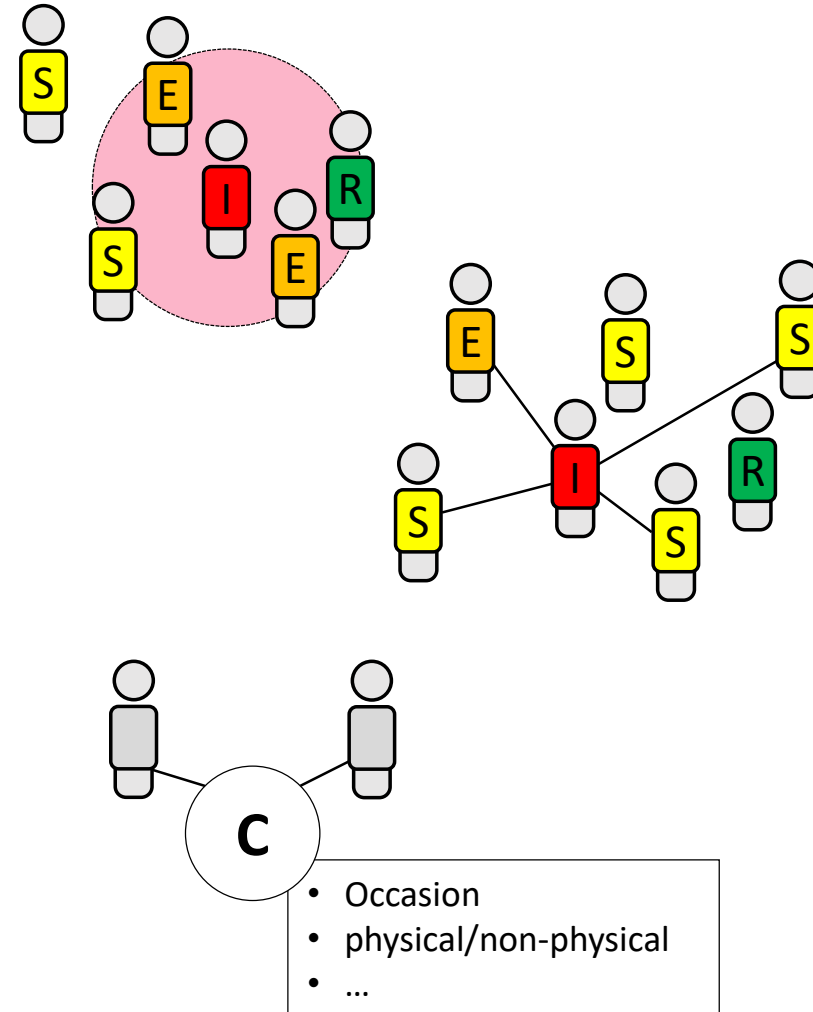 S
E
I
R
S
E
E
S
S
I
R
S
S
C
• Occasion
• physical/non-physical
• ...